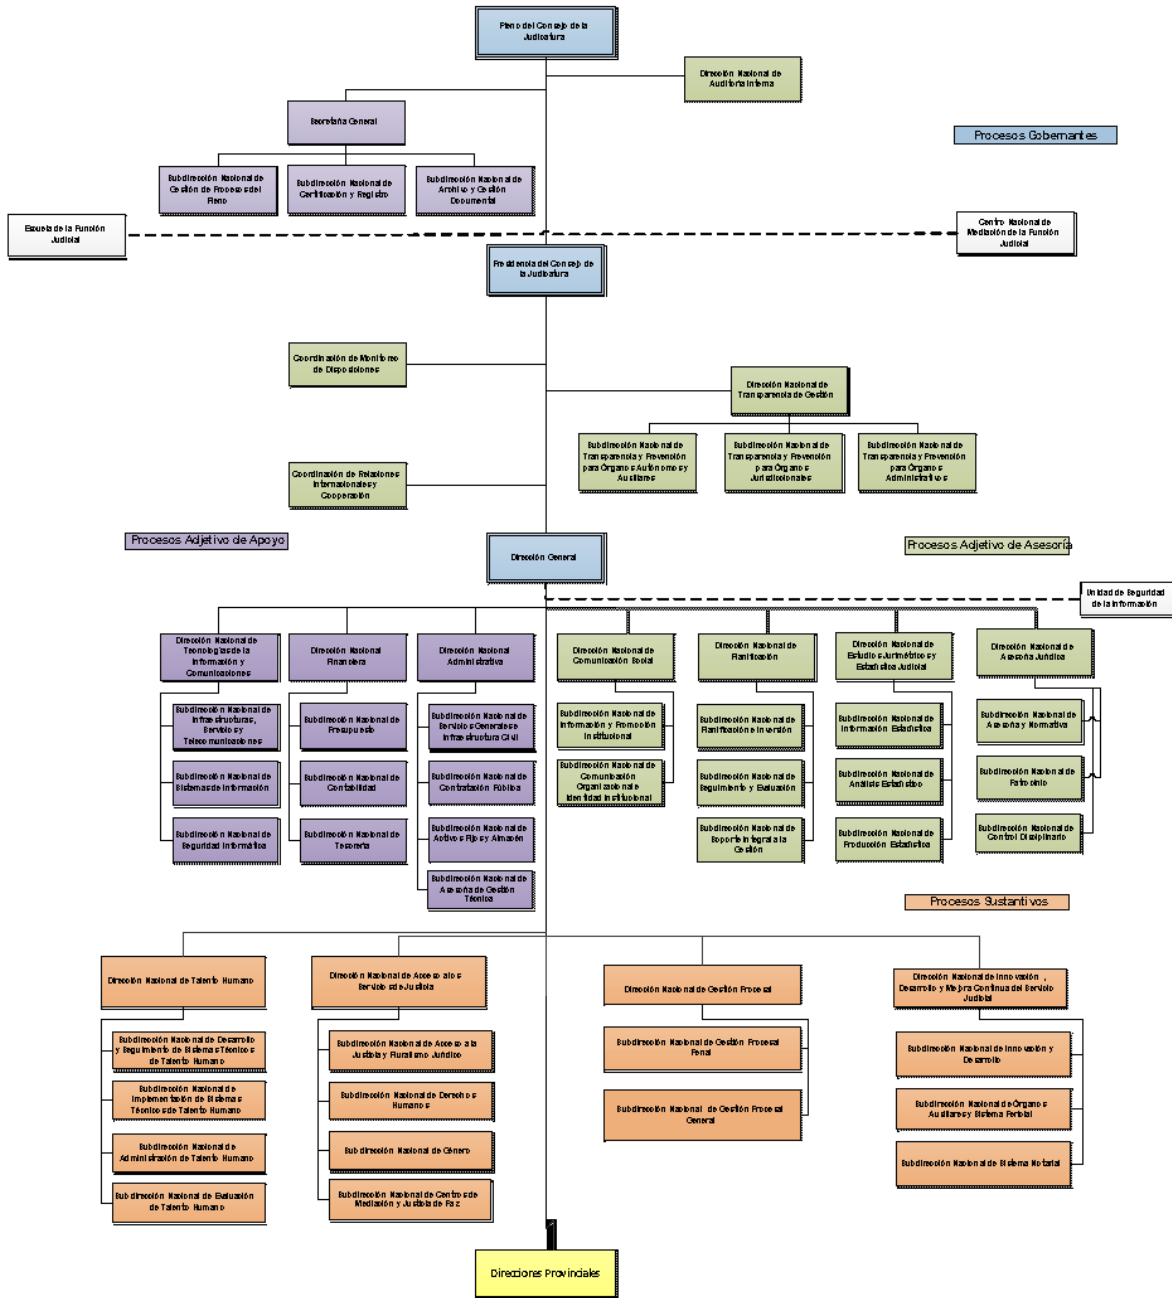 Pleno del Consejo de la
Judicatura
Dirección Nacional de
Auditoría Interna
Secretaría General
Procesos Gobernantes
Subdirección Nacional de
Gestión de Procesos del
Pleno
Subdirección Nacional de
Certificación y Registro
Subdirección Nacional de
Archivo y Gestión
Documental
Escuela de la Función
Judicial
Centro Nacional de
Mediación de la Función
Judicial
Presidencia del Consejo de
la Judicatura
Coordinación de Monitoreo
de Disposiciones
Dirección Nacional de
Transparencia de Gestión
Subdirección Nacional de
Transparencia y Prevención
para Órganos Autónomos y
Auxiliares
Subdirección Nacional de
Transparencia y Prevención
para Órganos
Jurisdiccionales
Subdirección Nacional de
Transparencia y Prevención
para Órganos
Administrativos
Coordinación de Relaciones
Internacionales y
Cooperación
Procesos Adjetivo de Apoyo
Dirección General
Procesos Adjetivo de Asesoría
Unidad de Seguridad
de la Información
Dirección Nacional de
Tecnologías de la
Información y
Comunicaciones
Dirección Nacional
Financiera
Dirección Nacional
Administrativa
Dirección Nacional de
Comunicación Social
Dirección Nacional de
Planificación
Dirección Nacional de
Estudios Jurimétricos y
Estadística Judicial
Dirección Nacional de
Asesoría Jurídica
Subdirección Nacional de
Infraestructuras,
Servicios y
Telecomunicaciones
Subdirección Nacional de
Presupuesto
Subdirección Nacional de
Servicios Generales e
Infraestructura Civil
Subdirección Nacional de
Información y Promoción
Institucional
Subdirección Nacional de
Planificación e Inversión
Subdirección Nacional de
Información Estadística
Subdirección Nacional de
Asesoría y Normativa
Subdirección Nacional de
Sistemas de Información
Subdirección Nacional de
Contabilidad
Subdirección Nacional de
Contratación Pública
Subdirección Nacional de
Comunicación
Organizacional e
Identidad Institucional
Subdirección Nacional de
Seguimiento y Evaluación
Subdirección Nacional de
Análisis Estadístico
Subdirección Nacional de
Patrocinio
Subdirección Nacional de
Seguridad Informática
Subdirección Nacional de
Tesorería
Subdirección Nacional de
Activos Fijos y Almacén
Subdirección Nacional de
Soporte Integral a la
Gestión
Subdirección Nacional de
Producción Estadística
Subdirección Nacional de
Control Disciplinario
Subdirección Nacional de
Asesoría de Gestión
Técnica
Procesos Sustantivos
Dirección Nacional de Talento Humano
Dirección Nacional de Acceso a los
Servicios de Justicia
Dirección Nacional de Gestión Procesal
Dirección Nacional de Innovación ,
Desarrollo y Mejora Continua del Servicio
Judicial
Subdirección Nacional de Desarrollo
y Seguimiento de Sistemas Técnicos
de Talento Humano
Subdirección Nacional de Acceso a la
Justicia y Pluralismo Jurídico
Subdirección Nacional de Gestión Procesal
Penal
Subdirección Nacional de Innovación y
Desarrollo
Subdirección Nacional de
Implementación de Sistemas
Técnicos de Talento Humano
Subdirección Nacional de Derechos
Humanos
Subdirección Nacional de Gestión Procesal
General
Subdirección Nacional de Órganos
Auxiliares y Sistema Pericial
Subdirección Nacional de
Administración de Talento Humano
Subdirección Nacional de Género
Subdirección Nacional de Sistema Notarial
Subdirección Nacional de Evaluación
de Talento Humano
Subdirección Nacional de Centros de
Mediación y Justicia de Paz
Direcciones Provinciales